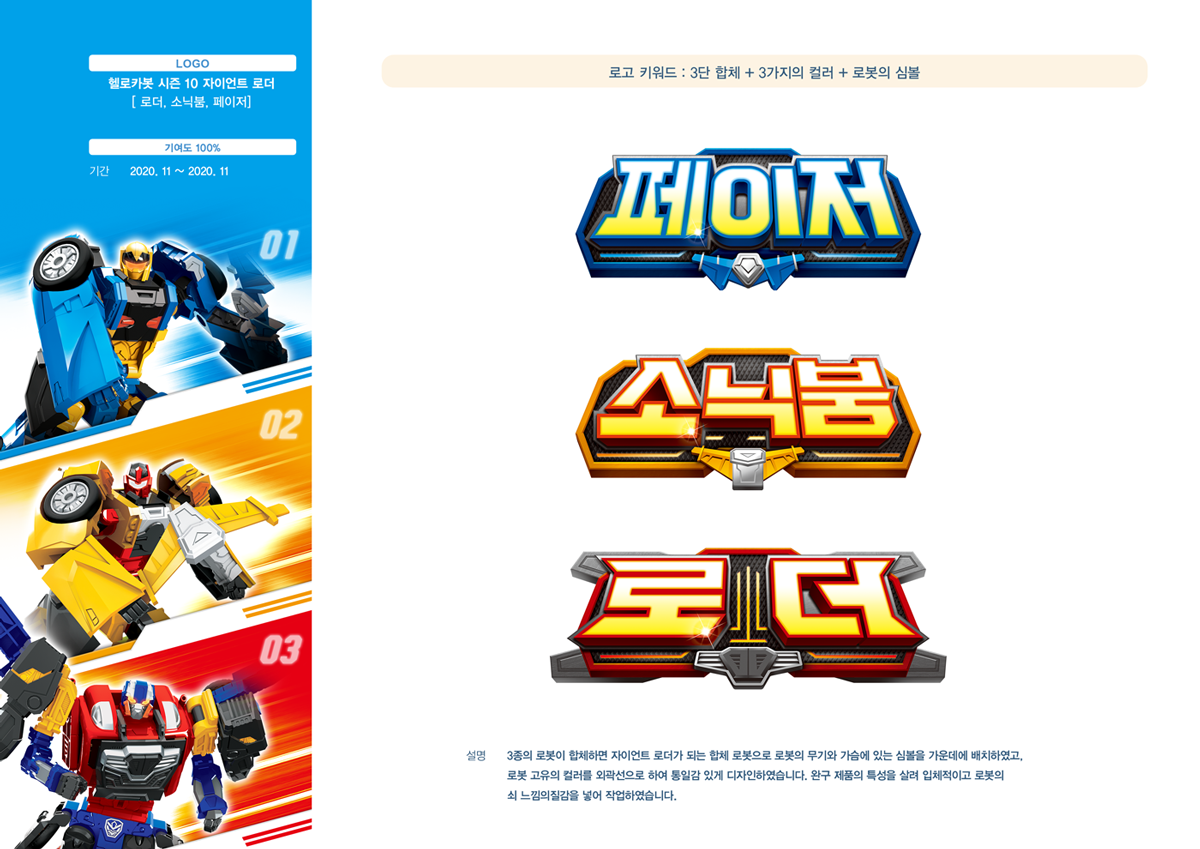 LOGO
헬로카봇 시즌 10 자이언트 로더
[ 로더, 소닉붐, 페이저]
기여도 100%
기간 2020. 11 ~ 2020. 11
01
02
03
로고 키워드 : 3단 합체 + 3가지의 컬러 + 로봇의 심볼
페이저
소닉붐
로더
설명 3종의 로봇이 합체하면 자이언트 로더가 되는 합체 로봇으로 로봇의 무기와 가슴에 있는 심볼을 가운데에 배치하였고,
로봇 고유의 컬러를 외곽선으로 하여 통일감 있게 디자인하였습니다. 완구 제품의 특성을 살려 입체적이고 로봇의
쇠 느낌의질감을 넣어 작업하였습니다.